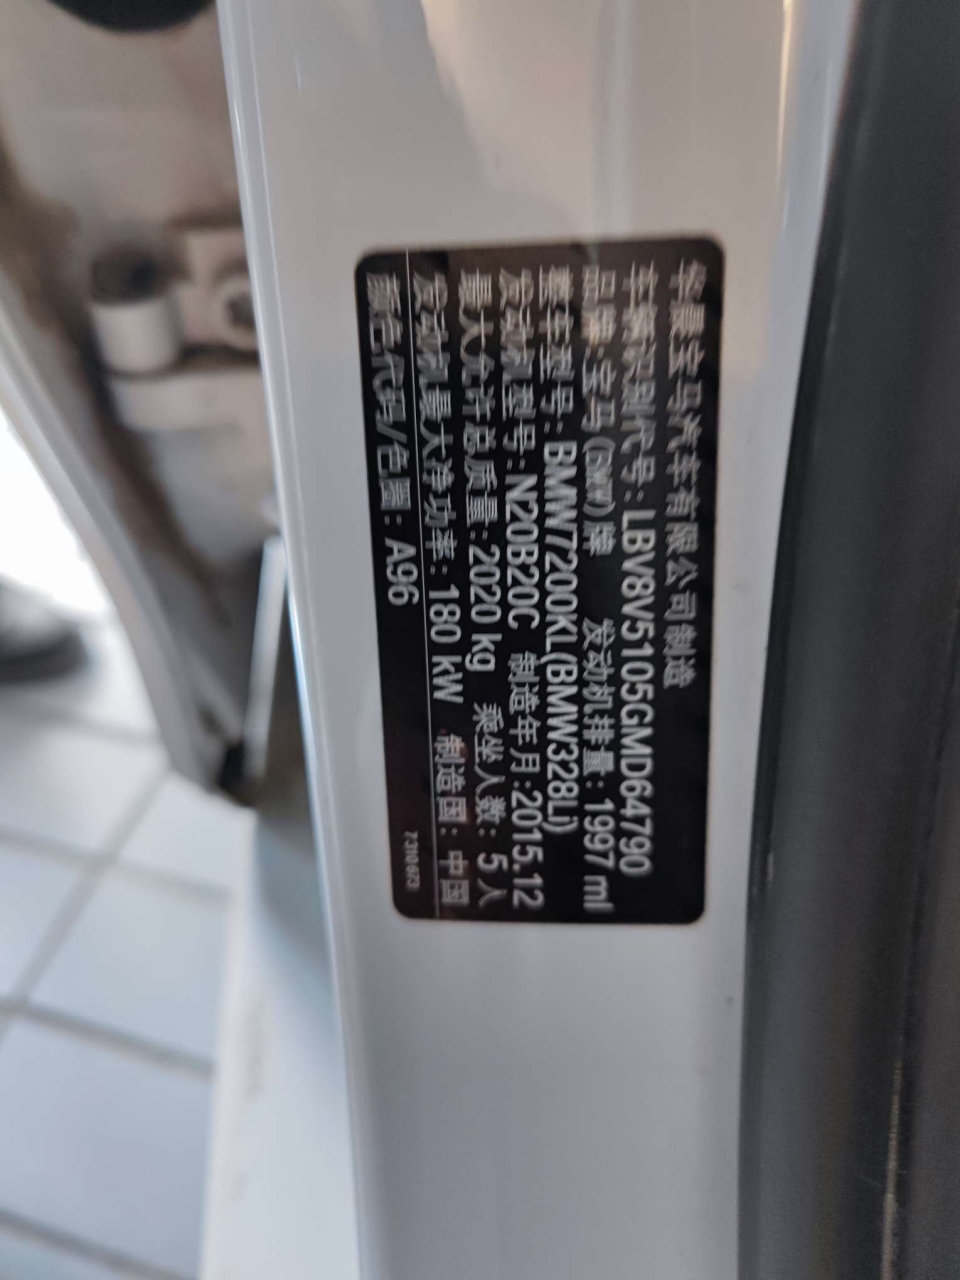 华晨宝马汽车有限公司制造
车辆识别代号: LBV8V5105GMD64790
品牌:宝马(BMW)牌 发动机排量: 1997 ml
整车型号: BMW7200KL(BMW328Li)
发动机型号: N20B20C 制造年月:2015.12
最大允许总质量:2020 kg 乘坐人数: 5人
发动机最大净功率: 180 kW 制造国: 中国
颜色代码/色圈: A96